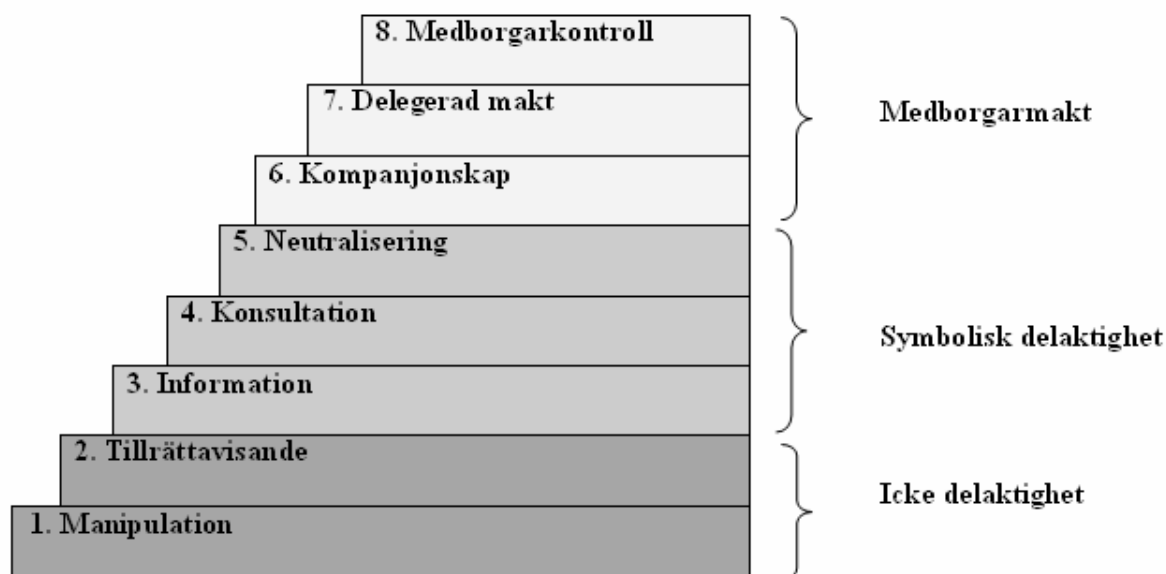 8. Medborgarkontroll
7. Delegerad makt
Medborgarmakt
6. Kompanjonskap
5. Neutralisering
4. Konsultation
Symbolisk delaktighet
3. Information
2. Tillrättavisande
Icke delaktighet
1. Manipulation